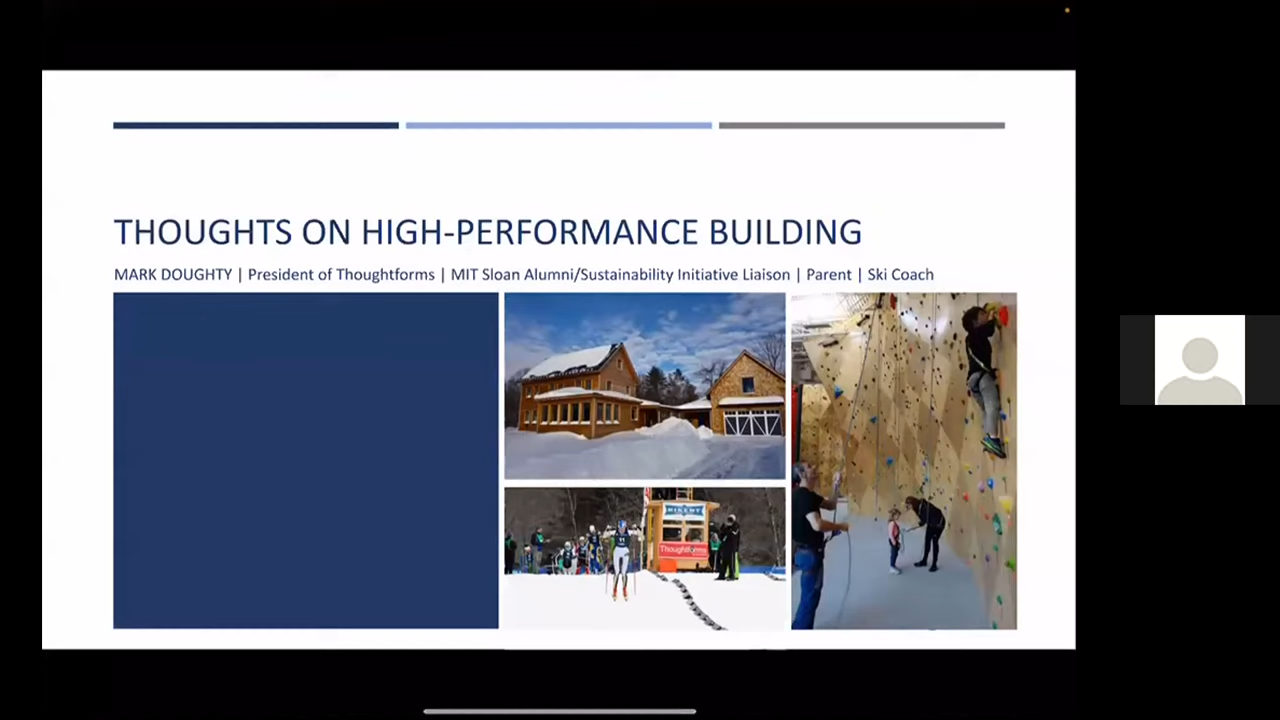 THOUGHTS ON HIGH-PERFORMANCE BUILDING
MARK DOUGHTY | President of Thoughtforms | MIT Sloan Alumni/Sustainability Initiative Liaison | Parent | Ski Coach
Thoughtforms
11